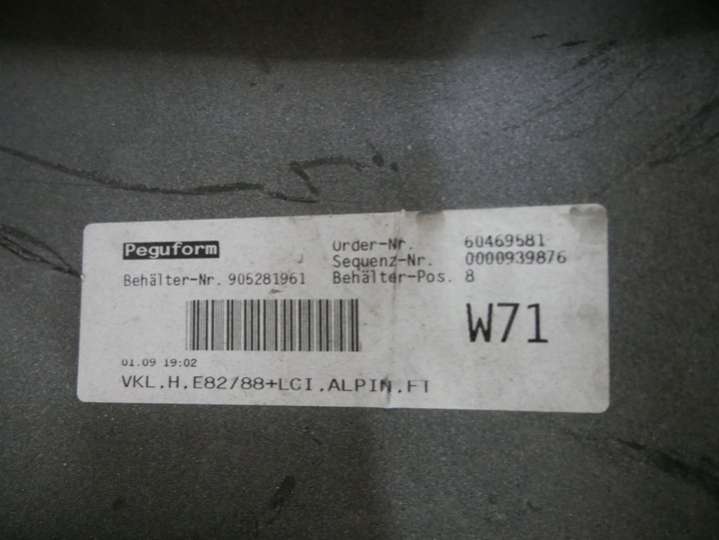 Peguform
Order-Nr. 60469581
Sequenz-Nr. 0000939876
Behälter-Nr. 905281961 Behälter-Pos. 8
W71
01.09 19:02
VKL.H.E82/88+LCI.ALPIN.FT